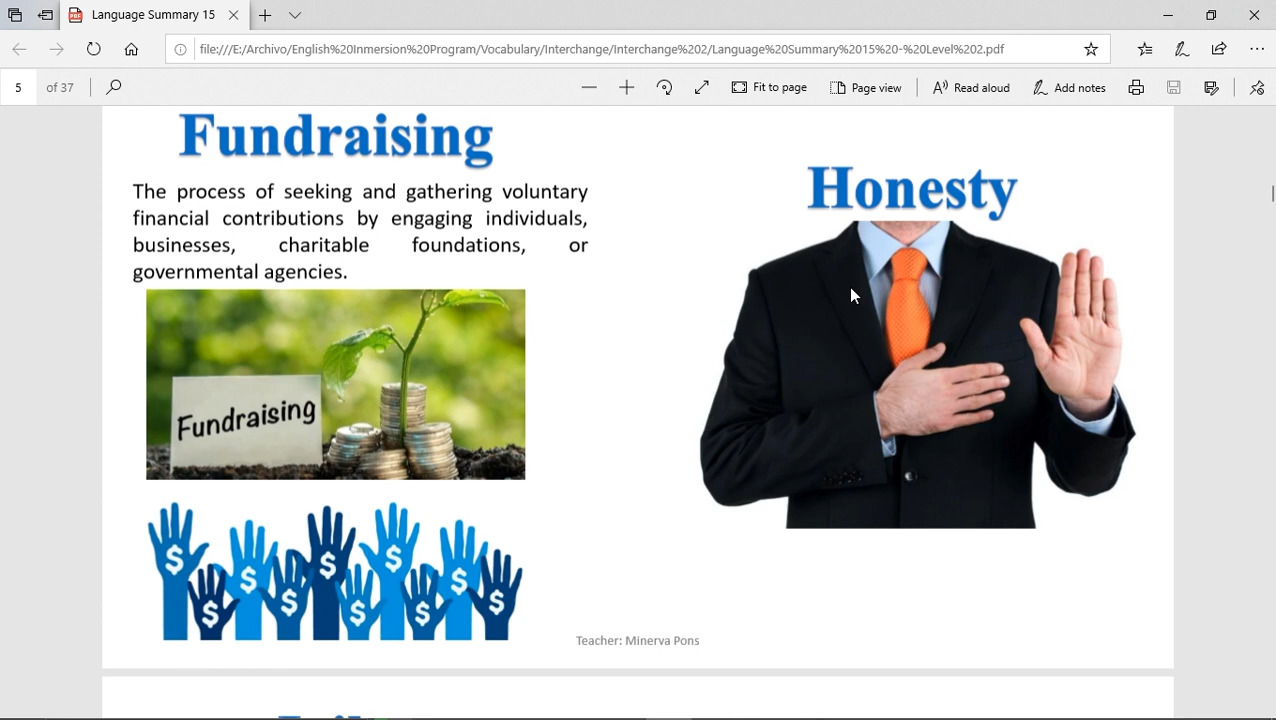 Language Summary 15
file:///E:/Archivo/English%20Inmersion%20Program/Vocabulary/Interchange/Interchange%202/Language%20Summary%2015%20-%20Level%202.pdf
5 of 37 Fit to page Page view Read aloud Add notes
Fundraising
The process of seeking and gathering voluntary
financial contributions by engaging individuals,
businesses, charitable foundations, or
governmental agencies.
Fundraising
$ $ $ $ $ $ $ $ $ $
Honesty
Teacher: Minerva Pons